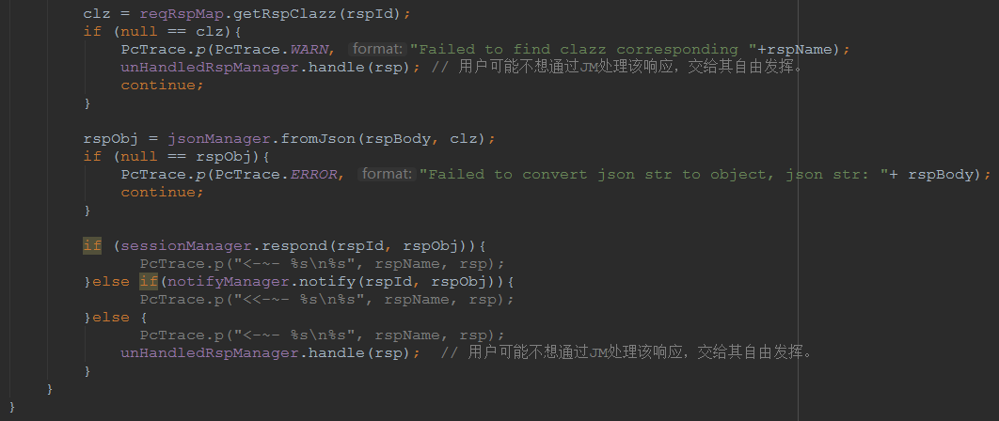 clz = reqRspMap.getRspClazz(rspId);
if (null == clz){
PcTrace.p(PcTrace.WARN, format: "Failed to find clazz corresponding "+rspName);
unHandledRspManager.handle(rsp); // 用户可能不想通过JM处理该响应，交给其自由发挥。
continue;
}
rspObj = jsonManager.fromJson(rspBody, clz);
if (null == rspObj){
PcTrace.p(PcTrace.ERROR, format: "Failed to convert json str to object, json str: "+ rspBody);
continue;
}
if (sessionManager.respond(rspId, rspObj)){
PcTrace.p("<-~- %s\n%s", rspName, rsp);
}else if(notifyManager.notify(rspId, rspObj)){
PcTrace.p("<<-~- %s\n%s", rspName, rsp);
}else {
PcTrace.p("<-~- %s\n%s", rspName, rsp);
unHandledRspManager.handle(rsp); // 用户可能不想通过JM处理该响应，交给其自由发挥。
}
}
}